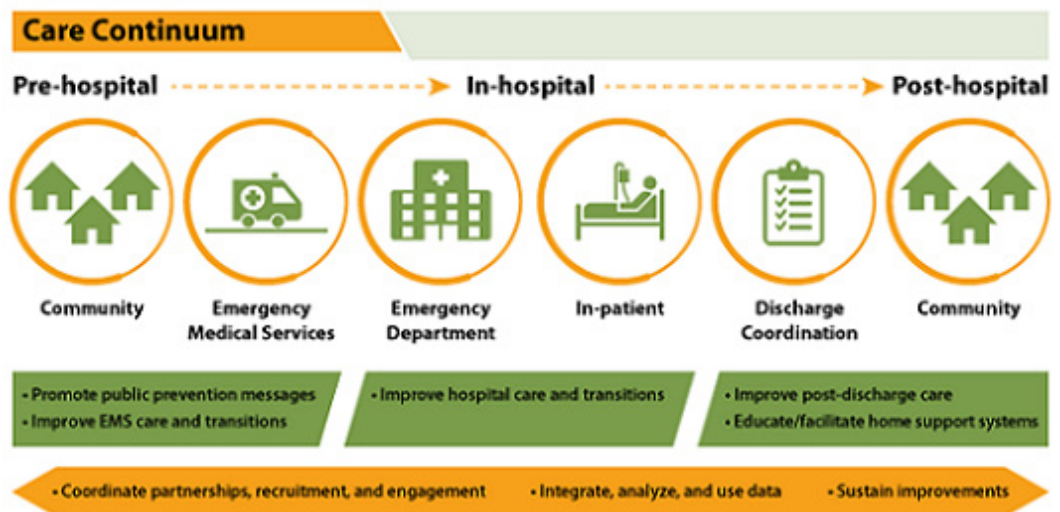 Care Continuum
Pre-hospital
In-hospital
Post-hospital
Community
Emergency
Medical Services
Emergency
Department
In-patient
Discharge
Coordination
Community
• Promote public prevention messages
• Improve EMS care and transitions
• Improve hospital care and transitions
• Improve post-discharge care
• Educate/facilitate home support systems
• Coordinate partnerships, recruitment, and engagement
• Integrate, analyze, and use data
• Sustain improvements